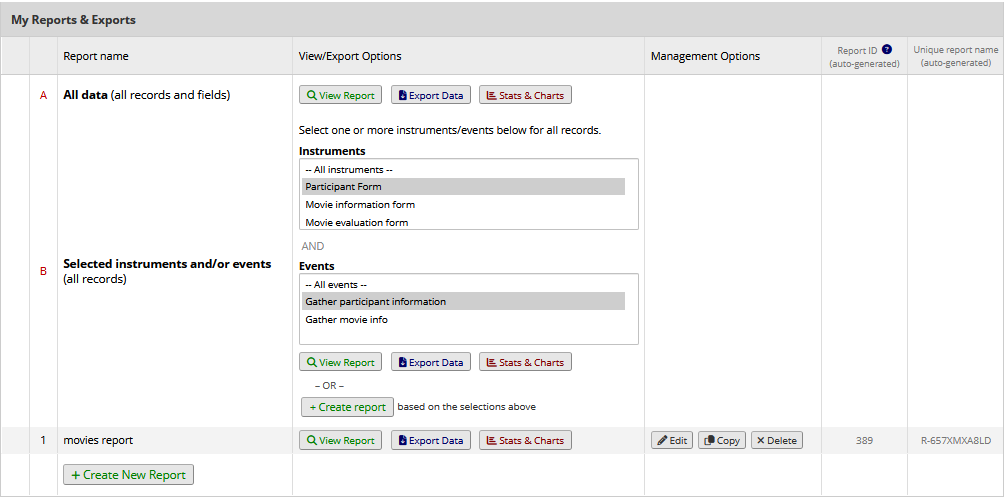 My Reports & Exports
Report name
View/Export Options
Management Options
Report ID ?
(auto-generated)
Unique report name
(auto-generated)
A
All data (all records and fields)
View Report
Export Data
Stats & Charts
Select one or more instruments/events below for all records.
Instruments
-- All instruments --
Participant Form
Movie information form
Movie evaluation form
AND
B
Selected instruments and/or events
(all records)
Events
-- All events --
Gather participant information
Gather movie info
View Report
Export Data
Stats & Charts
– OR –
+ Create report based on the selections above
1
movies report
View Report
Export Data
Stats & Charts
Edit
Copy
Delete
389
R-657XMXA8LD
+ Create New Report